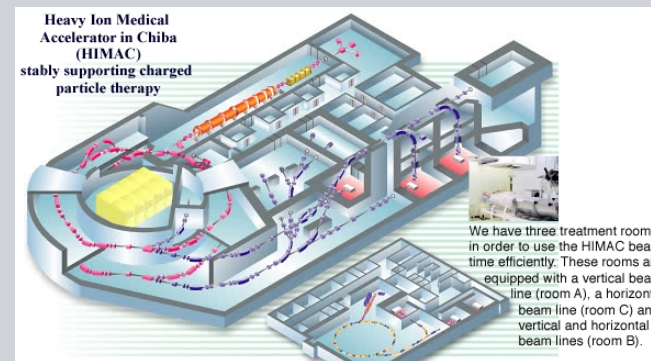 Heavy Ion Medical
Accelerator in Chiba
(HIMAC)
stably supporting charged
particle therapy
We have three treatment room
in order to use the HIMAC bea
time efficiently. These rooms a
equipped with a vertical bea
line (room A), a horizont
beam line (room C) an
vertical and horizontal
beam lines (room B).